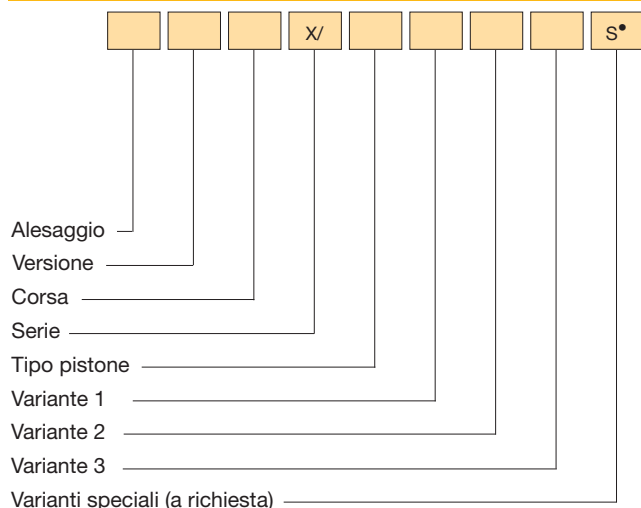 X/ S•
Alesaggio
Versione
Corsa
Serie
Tipo pistone
Variante 1
Variante 2
Variante 3
Varianti speciali (a richiesta)